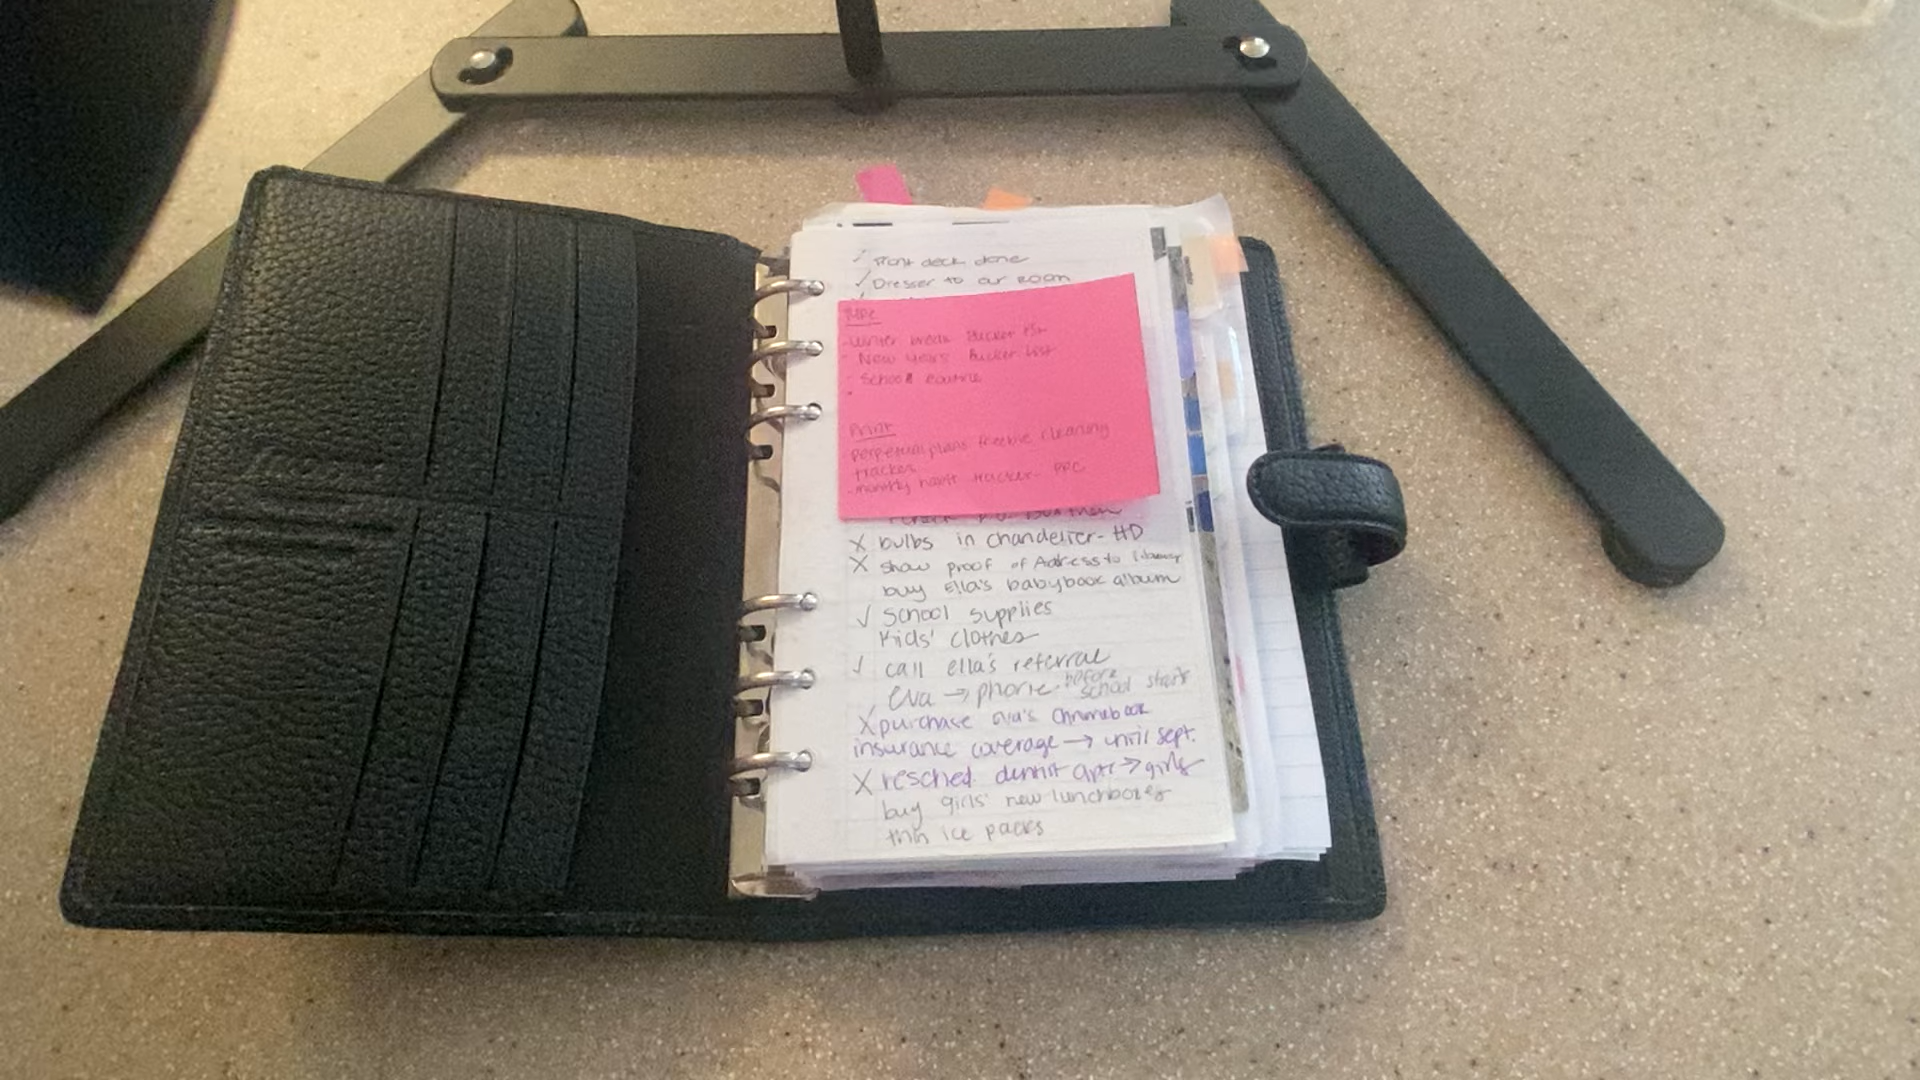 ✓ Front deck done
✓ Dresser to our room
Type
- Winter break Bucket list
- New Years Bucket List
- School routine
Print
- perpetual plans freebie cleaning
tracker
- monthly habit tracker - PPC
X bulbs in chandelier - HD
X show proof of Address to library
buy Ella's babybook album
✓ School supplies
Kids' clothes
✓ call ella's referral
eva → phone before
school starts
X purchase eva's Chromebook
insurance coverage → until sept.
X resched. dentist appt → girls
buy girls' new lunchboxes
thin ice packs